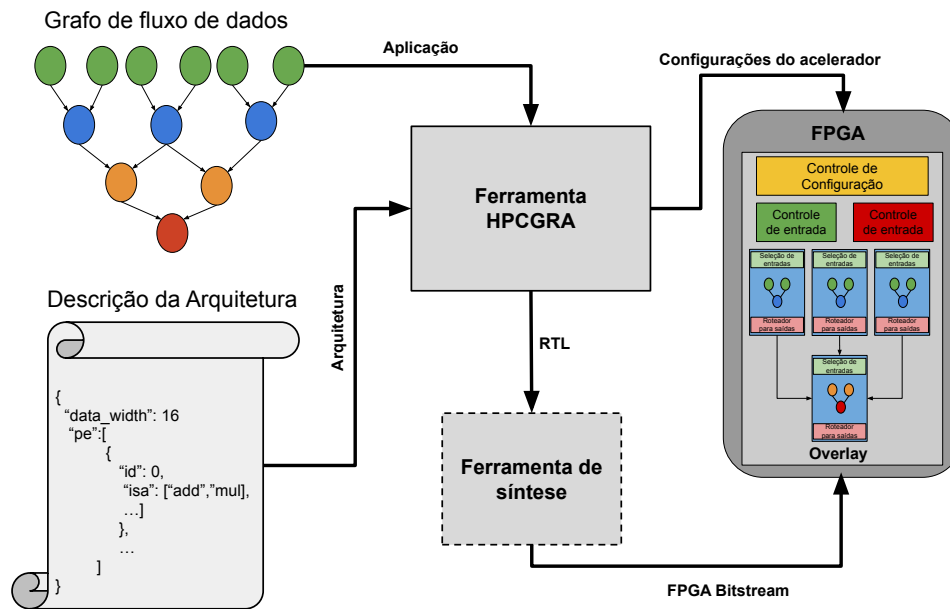 Grafo de fluxo de dados
Aplicação
Configurações do acelerador
FPGA
Controle de
Configuração
Controle
de entrada
Controle
de entrada
Seleção de
entradas
Seleção de
entradas
Seleção de
entradas
Roteador
para saídas
Roteador
para saídas
Roteador
para saídas
Seleção de
entradas
Roteador
para saídas
Overlay
Ferramenta
HPCGRA
Arquitetura
RTL
Ferramenta de
síntese
FPGA Bitstream
Descrição da Arquitetura
{
“data_width”: 16
“pe”:[
{
“id”: 0,
“isa”: [“add”,”mul],
…]
},
…
]
}